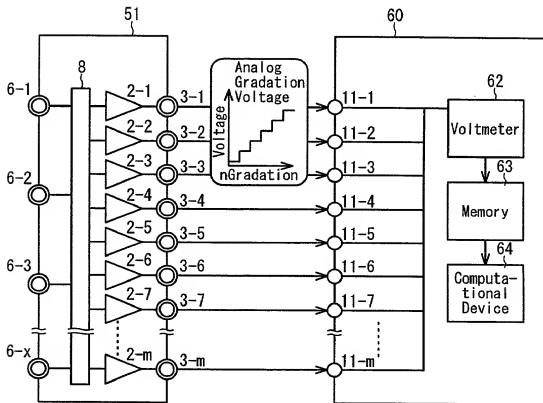 51
60
6-1
8
2-1
3-1
Analog
Gradation
Voltage
Voltage
nGradation
11-1
62
Voltmeter
2-2
3-2
11-2
2-3
3-3
11-3
63
Memory
6-2
2-4
3-4
11-4
2-5
3-5
11-5
64
Computa-
tional
Device
6-3
2-6
3-6
11-6
2-7
3-7
11-7
6-x
2-m
3-m
11-m